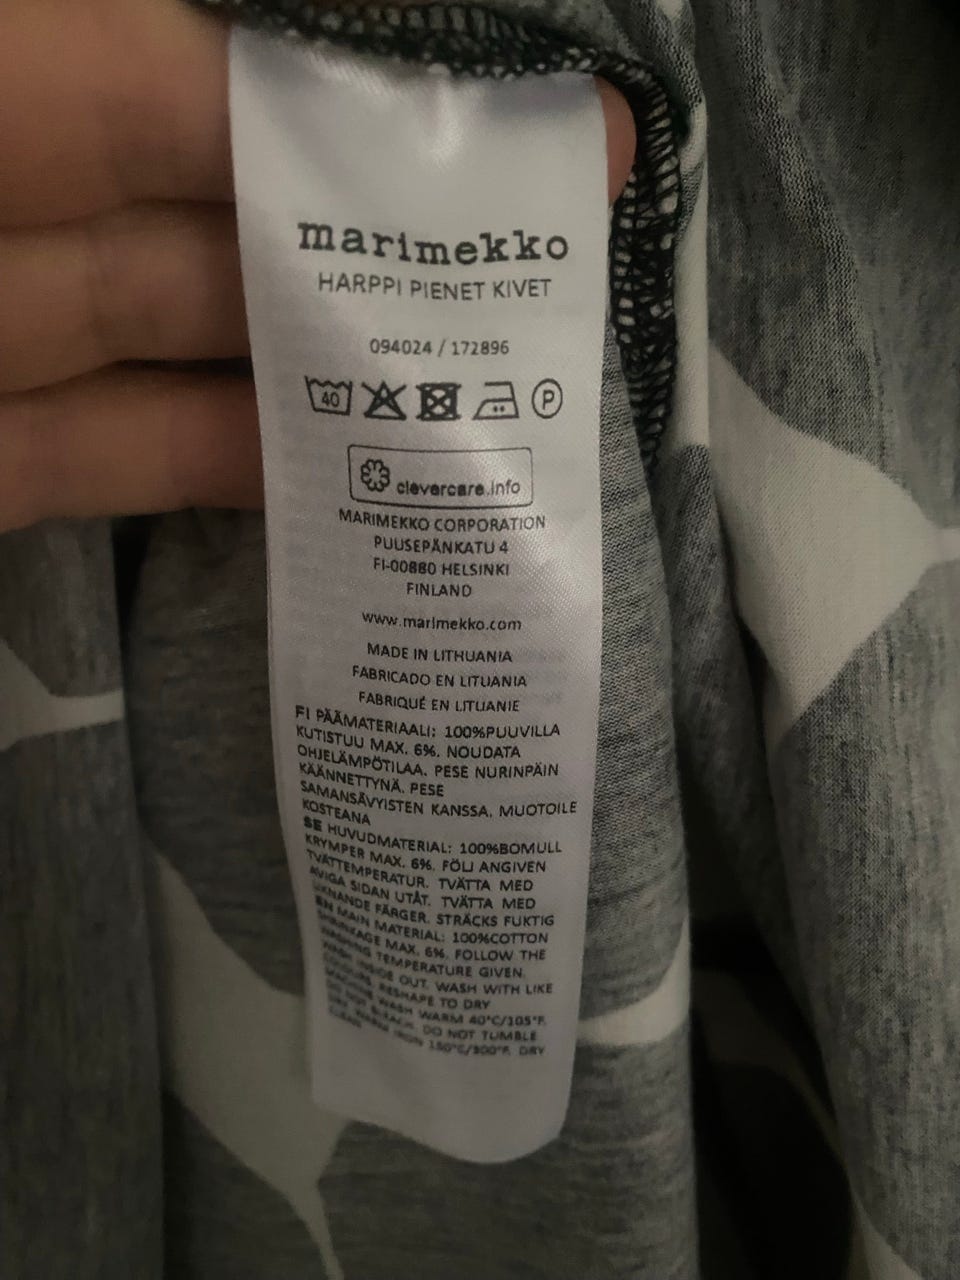 marimekko
HARPPI PIENET KIVET
094024 / 172896
40 P
clevercare.info
MARIMEKKO CORPORATION
PUUSEPÄNKATU 4
FI-00880 HELSINKI
FINLAND
www.marimekko.com
MADE IN LITHUANIA
FABRICADO EN LITUANIA
FABRIQUÉ EN LITUANIE
FI PÄÄMATERIAALI: 100%PUUVILLA
KUTISTUU MAX. 6%. NOUDATA
OHJELÄMPÖTILAA. PESE NURINPÄIN
KÄÄNNETTYNÄ. PESE
SAMANSÄVYISTEN KANSSA. MUOTOILE
KOSTEANA
SE HUVUDMATERIAL: 100%BOMULL
KRYMPER MAX. 6%. FÖLJ ANGIVEN
TVÄTTEMPERATUR. TVÄTTA MED
AVIGA SIDAN UTÅT. TVÄTTA MED
LIKNANDE FÄRGER. STRÄCKS FUKTIG
EN MAIN MATERIAL: 100%COTTON
SHRINKAGE MAX. 6%. FOLLOW THE
WASHING TEMPERATURE GIVEN.
WASH INSIDE OUT. WASH WITH LIKE
COLOURS. RESHAPE TO DRY
MACHINE WASH WARM 40°C/105°F.
DO NOT BLEACH. DO NOT TUMBLE
DRY. WARM IRON 150°C/300°F. DRY
CLEAN